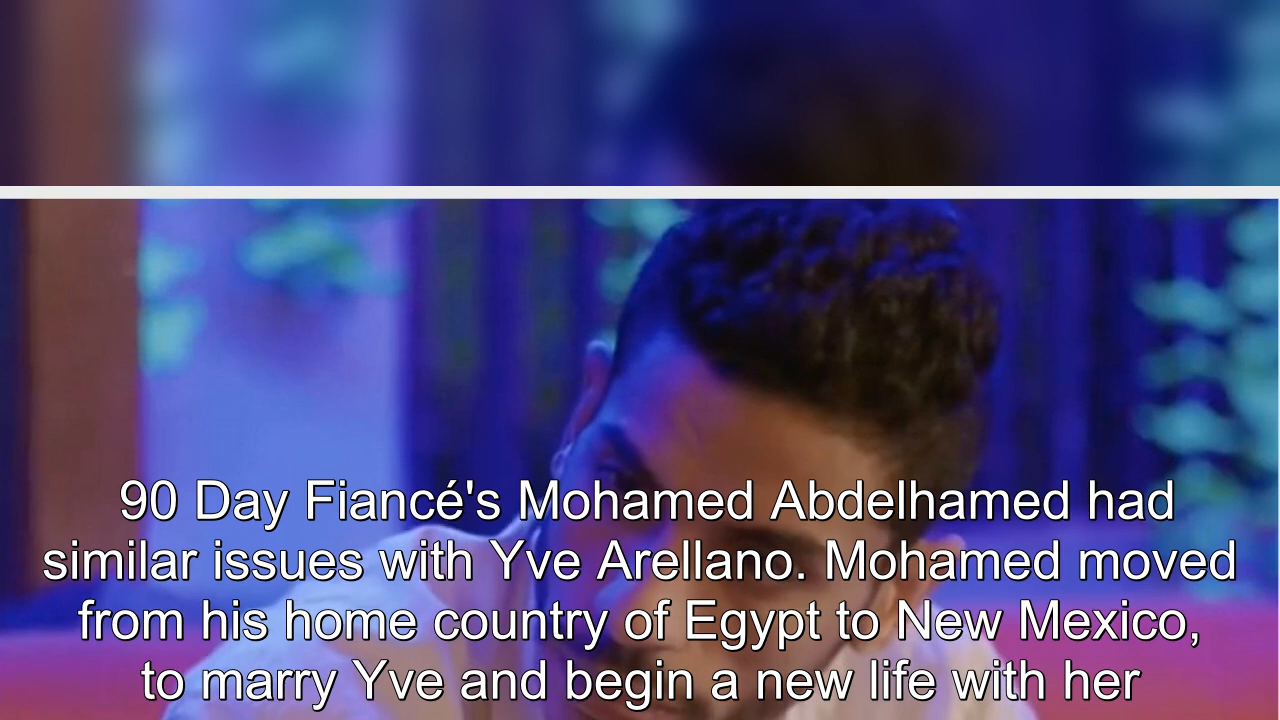 90 Day Fiancé's Mohamed Abdelhamed had
similar issues with Yve Arellano. Mohamed moved
from his home country of Egypt to New Mexico,
to marry Yve and begin a new life with her